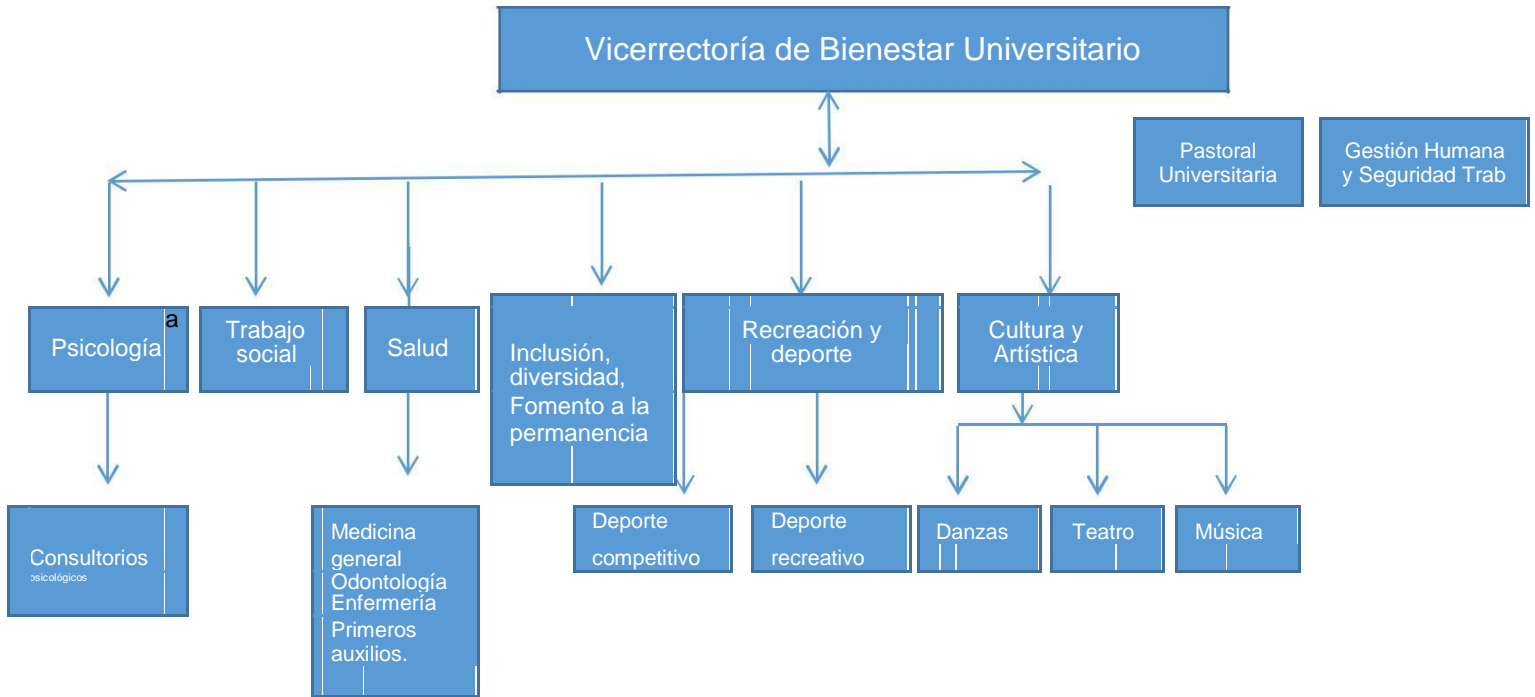 Vicerrectoría de Bienestar Universitario
Pastoral
Universitaria
Gestión Humana
y Seguridad Trab
Psicología
a
Trabajo
social
Salud
Inclusión,
diversidad,
Fomento a la
permanencia
Recreación y
deporte
Cultura y
Artística
Consultorios
psicológicos
Medicina
general
Odontología
Enfermería
Primeros
auxilios.
Deporte
competitivo
Deporte
recreativo
Danzas
Teatro
Música